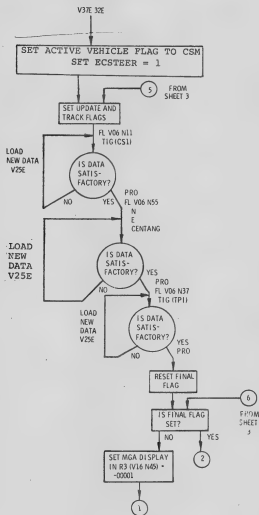 V37E 32E
SET ACTIVE VEHICLE FLAG TO CSM
SET ECSTEER = 1
5
FROM
SHEET 3
SET UPDATE AND
TRACK FLAGS
FL V06 N11
TIG (CS1)
LOAD
NEW DATA
V25E
IS DATA
SATIS-
FACTORY?
NO
YES
PRO
FL V06 N55
N
E
CENTANG
LOAD
NEW
DATA
V25E
IS DATA
SATIS-
FACTORY?
NO
YES
PRO
FL V06 N37
TIG (TPI)
LOAD
NEW
DATA
V25E
IS DATA
SATIS-
FACTORY?
NO
YES
PRO
RESET FINAL
FLAG
6
FROM
SHEET
IS FINAL FLAG
SET?
NO
YES
2
SET MGA DISPLAY
IN R3 (V16 N45) =
-00001
1